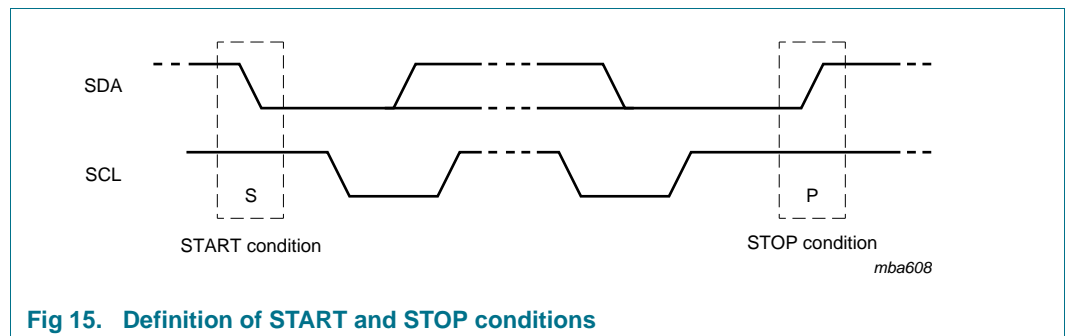 SDA
SCL
S
P
START condition
STOP condition
mba608
Fig 15. Definition of START and STOP conditions